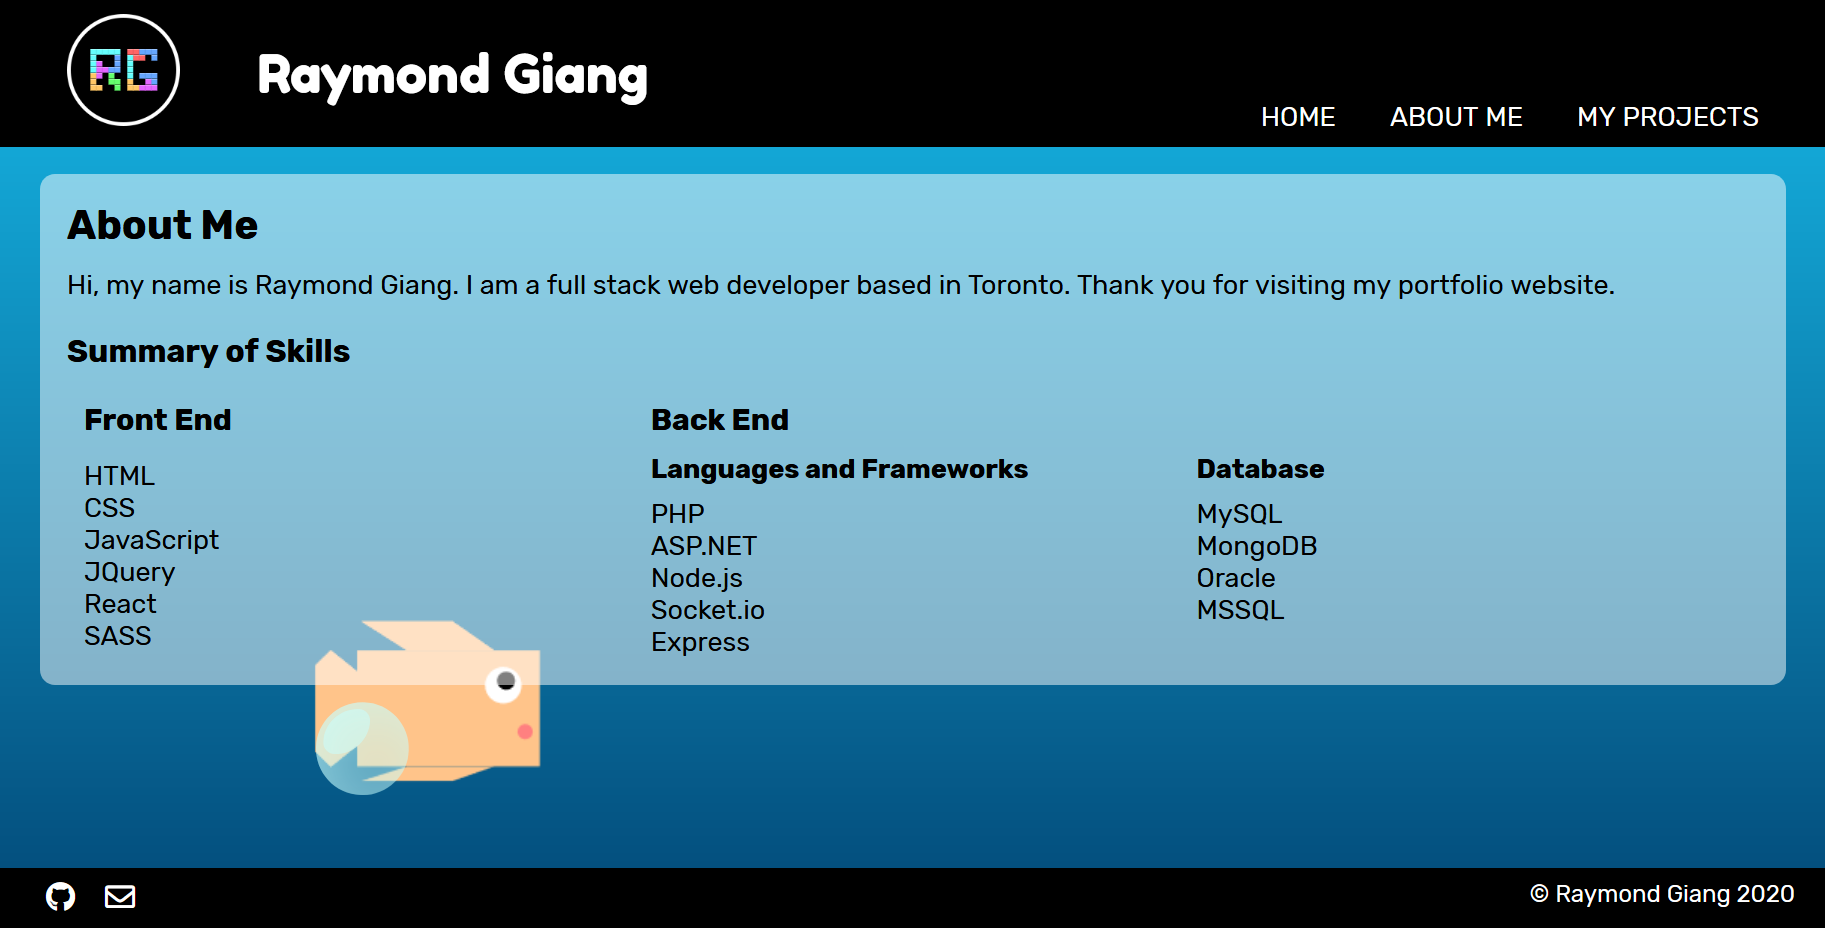 RG
Raymond Giang
HOME ABOUT ME MY PROJECTS
About Me
Hi, my name is Raymond Giang. I am a full stack web developer based in Toronto. Thank you for visiting my portfolio website.
Summary of Skills
Front End
HTML
CSS
JavaScript
JQuery
React
SASS
Back End
Languages and Frameworks
PHP
ASP.NET
Node.js
Socket.io
Express
Database
MySQL
MongoDB
Oracle
MSSQL
© Raymond Giang 2020